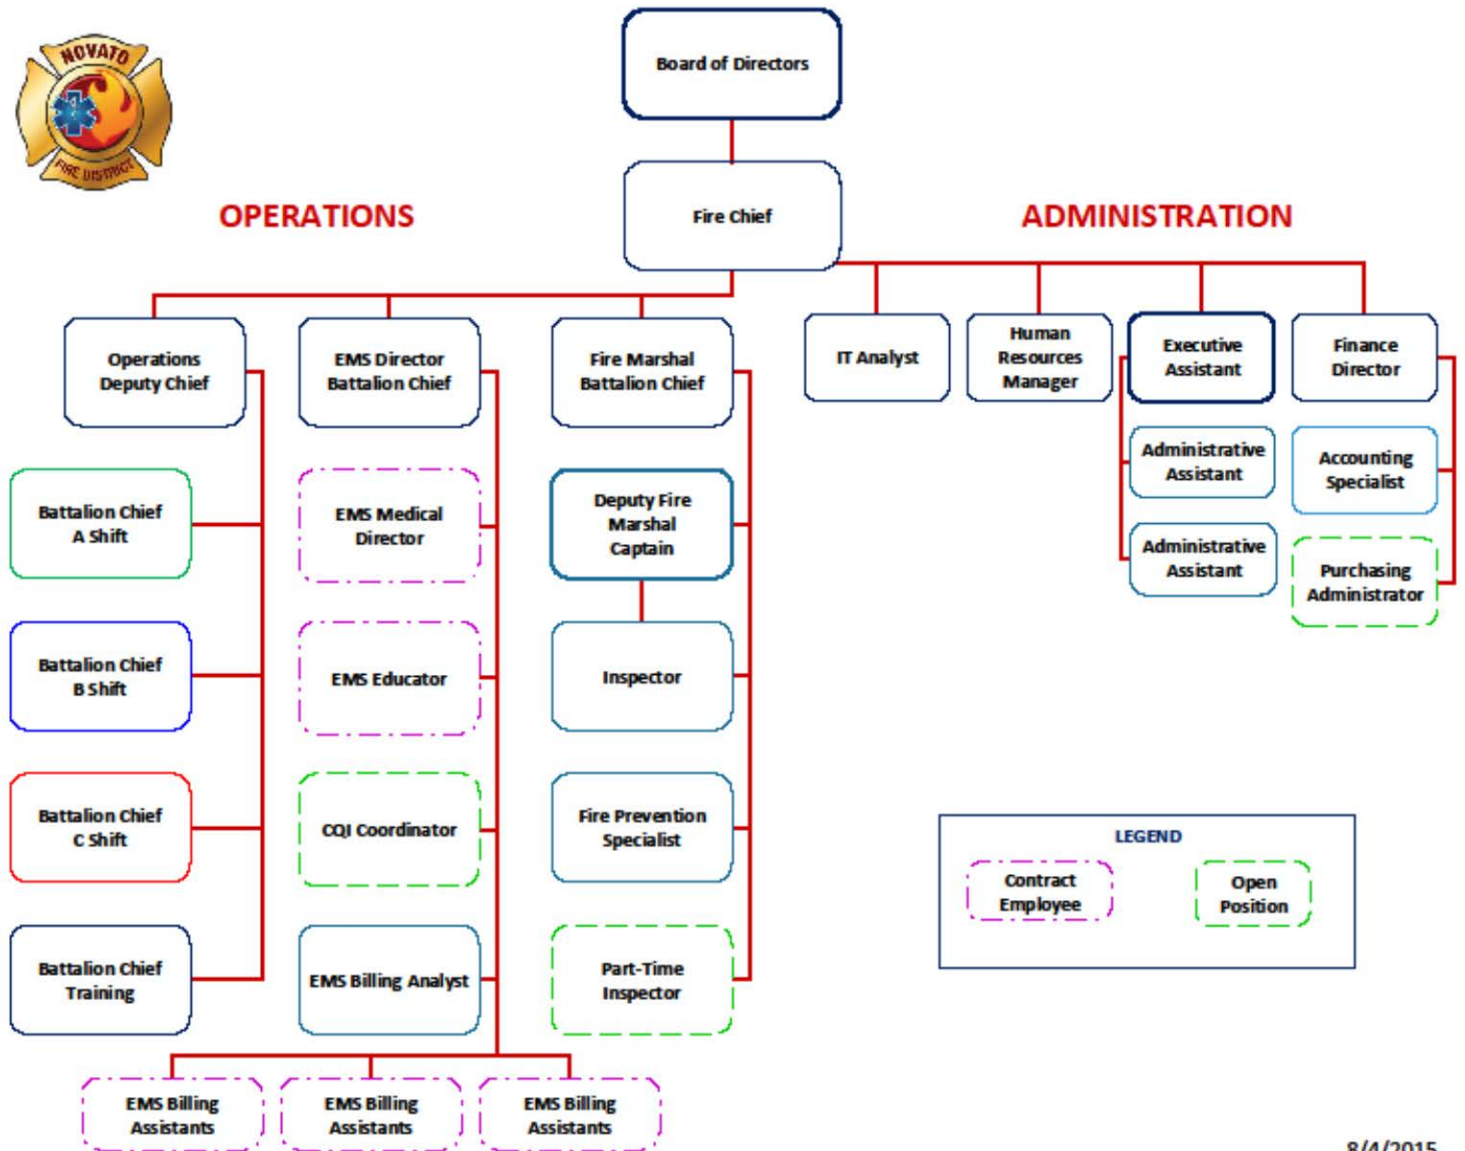 NOVATO
FIRE DISTRICT
Board of Directors
Fire Chief
OPERATIONS
ADMINISTRATION
Operations
Deputy Chief
EMS Director
Battalion Chief
Fire Marshal
Battalion Chief
IT Analyst
Human
Resources
Manager
Executive
Assistant
Finance
Director
Administrative
Assistant
Accounting
Specialist
Administrative
Assistant
Purchasing
Administrator
Battalion Chief
A Shift
EMS Medical
Director
Deputy Fire
Marshal
Captain
Battalion Chief
B Shift
EMS Educator
Inspector
Battalion Chief
C Shift
CQI Coordinator
Fire Prevention
Specialist
LEGEND
Contract
Employee
Open
Position
Battalion Chief
Training
EMS Billing Analyst
Part-Time
Inspector
EMS Billing
Assistants
EMS Billing
Assistants
EMS Billing
Assistants
8/4/2015